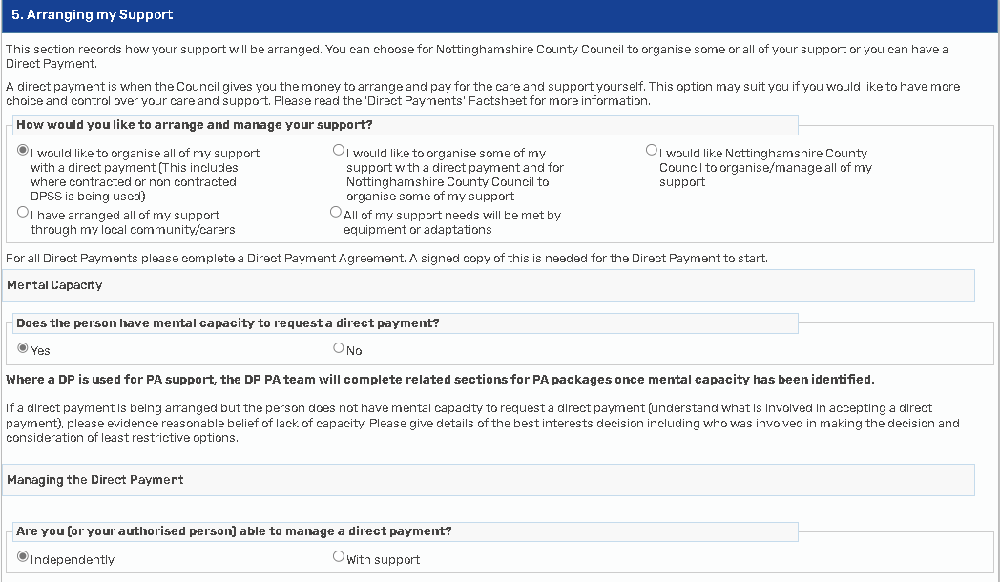 5. Arranging my Support
This section records how your support will be arranged. You can choose for Nottinghamshire County Council to organise some or all of your support or you can have a
Direct Payment.
A direct payment is when the Council gives you the money to arrange and pay for the care and support yourself. This option may suit you if you would like to have more
choice and control over your care and support. Please read the 'Direct Payments' Factsheet for more information.
How would you like to arrange and manage your support?
I would like to organise all of my support
with a direct payment (This includes
where contracted or non contracted
DPSS is being used)
I would like to organise some of my
support with a direct payment and for
Nottinghamshire County Council to
organise some of my support
I would like Nottinghamshire County
Council to organise/manage all of my
support
I have arranged all of my support
through my local community/carers
All of my support needs will be met by
equipment or adaptations
For all Direct Payments please complete a Direct Payment Agreement. A signed copy of this is needed for the Direct Payment to start.
Mental Capacity
Does the person have mental capacity to request a direct payment?
Yes
No
Where a DP is used for PA support, the DP PA team will complete related sections for PA packages once mental capacity has been identified.
If a direct payment is being arranged but the person does not have mental capacity to request a direct payment (understand what is involved in accepting a direct
payment), please evidence reasonable belief of lack of capacity. Please give details of the best interests decision including who was involved in making the decision and
consideration of least restrictive options.
Managing the Direct Payment
Are you (or your authorised person) able to manage a direct payment?
Independently
With support